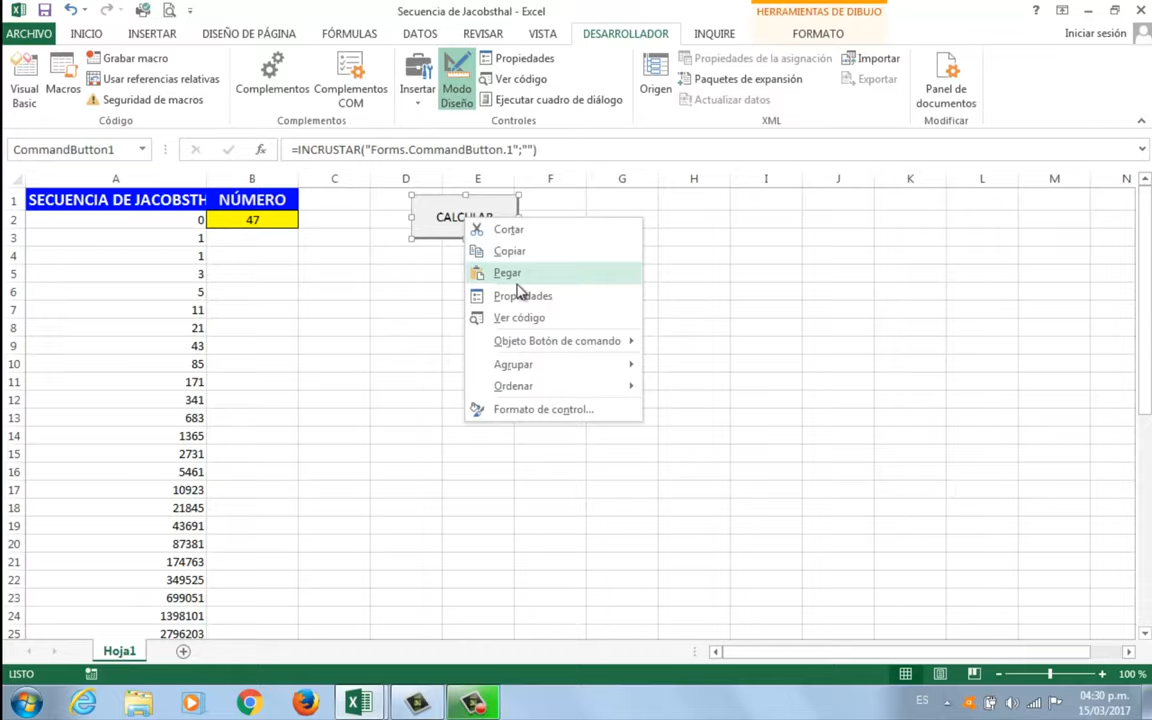 Secuencia de Jacobsthal - Excel
HERRAMIENTAS DE DIBUJO
?
ARCHIVO INICIO INSERTAR DISEÑO DE PÁGINA FÓRMULAS DATOS REVISAR VISTA DESARROLLADOR INQUIRE FORMATO Iniciar sesión
Visual Basic
Macros
Grabar macro
Usar referencias relativas
Seguridad de macros
Código
Complementos
Complementos COM
Complementos
Insertar
Modo Diseño
Propiedades
Ver código
Ejecutar cuadro de diálogo
Controles
Origen
Propiedades de la asignación
Paquetes de expansión
Actualizar datos
Importar
Exportar
XML
Panel de documentos
Modificar
CommandButton1 fx =INCRUSTAR("Forms.CommandButton.1";"")
A B C D E F G H I J K L M N
1 SECUENCIA DE JACOBSTH NÚMERO
2 0 47
3 1
4 1
5 3
6 5
7 11
8 21
9 43
10 85
11 171
12 341
13 683
14 1365
15 2731
16 5461
17 10923
18 21845
19 43691
20 87381
21 174763
22 349525
23 699051
24 1398101
25 2796203
CALCULAR
Cortar
Copiar
Pegar
Propiedades
Ver código
Objeto Botón de comando
Agrupar
Ordenar
Formato de control...
Hoja1
LISTO
100 %
ES
04:30 p.m.
15/03/2017